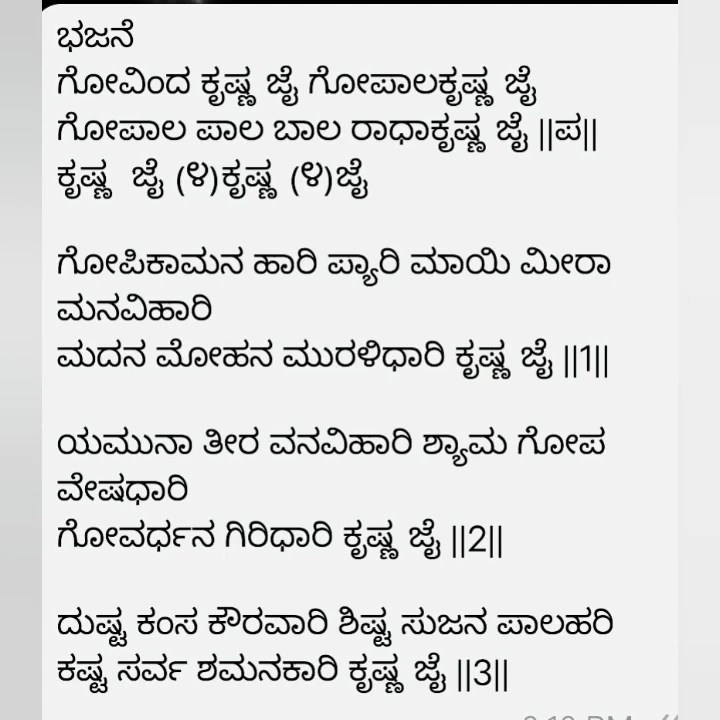 ಭಜನೆ
ಗೋವಿಂದ ಕೃಷ್ಣ ಜೈ ಗೋಪಾಲಕೃಷ್ಣ ಜೈ
ಗೋಪಾಲ ಪಾಲ ಬಾಲ ರಾಧಾಕೃಷ್ಣ ಜೈ ||ಪ||
ಕೃಷ್ಣ ಜೈ (೪)ಕೃಷ್ಣ (೪)ಜೈ
ಗೋಪಿಕಾಮನ ಹಾರಿ ಪ್ಯಾರಿ ಮಾಯಿ ಮೀರಾ
ಮನವಿಹಾರಿ
ಮದನ ಮೋಹನ ಮುರಳಿಧಾರಿ ಕೃಷ್ಣ ಜೈ ||1||
ಯಮುನಾ ತೀರ ವನವಿಹಾರಿ ಶ್ಯಾಮ ಗೋಪ
ವೇಷಧಾರಿ
ಗೋವರ್ಧನ ಗಿರಿಧಾರಿ ಕೃಷ್ಣ ಜೈ ||2||
ದುಷ್ಟ ಕಂಸ ಕೌರವಾರಿ ಶಿಷ್ಟ ಸುಜನ ಪಾಲಹರಿ
ಕಷ್ಟ ಸರ್ವ ಶಮನಕಾರಿ ಕೃಷ್ಣ ಜೈ ||3||